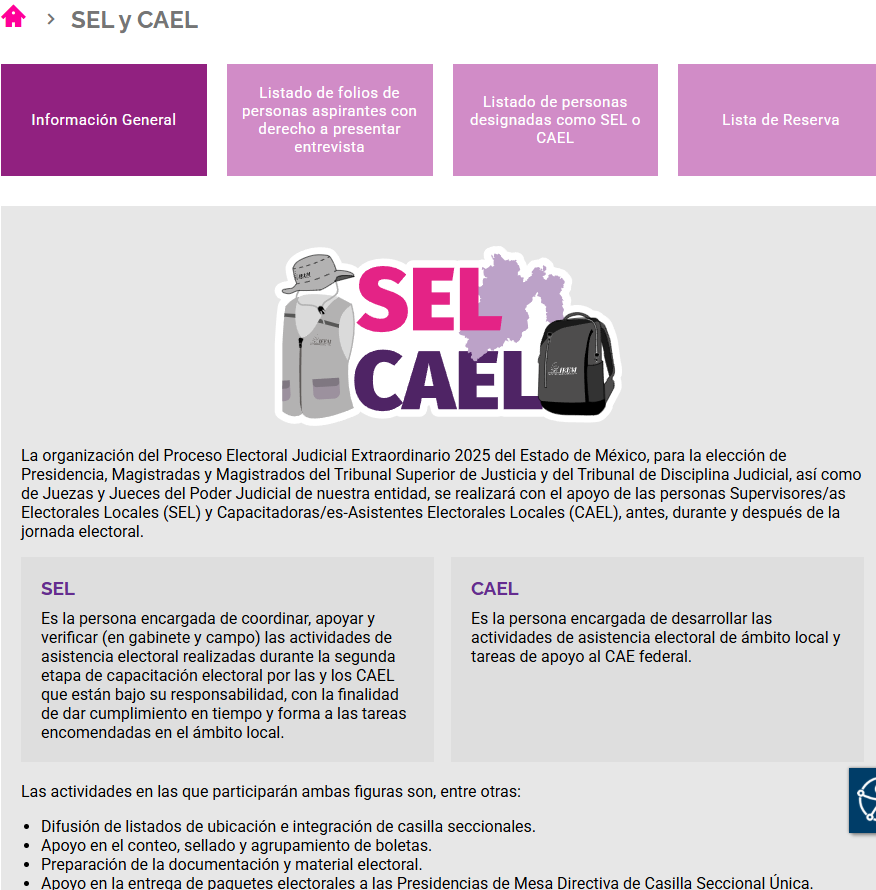 SEL y CAEL
Información General
Listado de folios de
personas aspirantes con
derecho a presentar
entrevista
Listado de personas
designadas como SEL o
CAEL
Lista de Reserva
IEEM
SEL
IEEM
CAEL
IEEM
La organización del Proceso Electoral Judicial Extraordinario 2025 del Estado de México, para la elección de
Presidencia, Magistradas y Magistrados del Tribunal Superior de Justicia y del Tribunal de Disciplina Judicial, así como
de Juezas y Jueces del Poder Judicial de nuestra entidad, se realizará con el apoyo de las personas Supervisores/as
Electorales Locales (SEL) y Capacitadoras/es-Asistentes Electorales Locales (CAEL), antes, durante y después de la
jornada electoral.
SEL
Es la persona encargada de coordinar, apoyar y
verificar (en gabinete y campo) las actividades de
asistencia electoral realizadas durante la segunda
etapa de capacitación electoral por las y los CAEL
que están bajo su responsabilidad, con la finalidad
de dar cumplimiento en tiempo y forma a las tareas
encomendadas en el ámbito local.
CAEL
Es la persona encargada de desarrollar las
actividades de asistencia electoral de ámbito local y
tareas de apoyo al CAE federal.
Las actividades en las que participarán ambas figuras son, entre otras:
• Difusión de listados de ubicación e integración de casilla seccionales.
• Apoyo en el conteo, sellado y agrupamiento de boletas.
• Preparación de la documentación y material electoral.
• Apoyo en la entrega de paquetes electorales a las Presidencias de Mesa Directiva de Casilla Seccional Única.